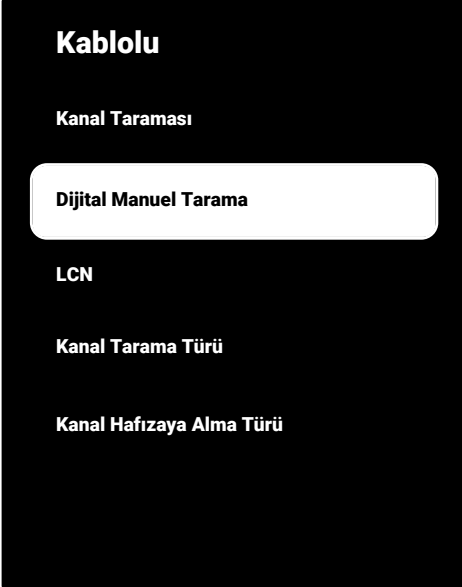 Kablolu
Kanal Taraması
Dijital Manuel Tarama
LCN
Kanal Tarama Türü
Kanal Hafızaya Alma Türü